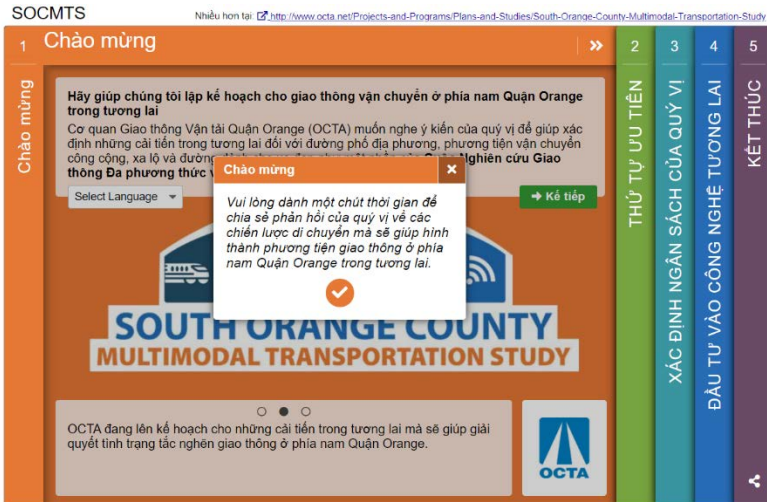 SOCMTS
Nhiều hơn tại: http://www.octa.net/Projects-and-Programs/Plans-and-Studies/South-Orange-County-Multimodal-Transportation-Study
1 Chào mừng »
Chào mừng
Hãy giúp chúng tôi lập kế hoạch cho giao thông vận chuyển ở phía nam Quận Orange
trong tương lai
Cơ quan Giao thông Vận tải Quận Orange (OCTA) muốn nghe ý kiến của quý vị để giúp xác
định những cải tiến trong tương lai đối với đường phố địa phương, phương tiện vận chuyển
công cộng, xa lộ và đường
Nghiên cứu Giao
thông Đa phương thức
Select Language
Kế tiếp
Chào mừng x
Vui lòng dành một chút thời gian để
chia sẻ phản hồi của quý vị về các
chiến lược di chuyển mà sẽ giúp hình
thành phương tiện giao thông ở phía
nam Quận Orange trong tương lai.
SOUTH ORANGE COUNTY
MULTIMODAL TRANSPORTATION STUDY
OCTA đang lên kế hoạch cho những cải tiến trong tương lai mà sẽ giúp giải
quyết tình trạng tắc nghẽn giao thông ở phía nam Quận Orange.
OCTA
2
THỨ TỰ ƯU TIÊN
3
XÁC ĐỊNH NGÂN SÁCH CỦA QUÝ VỊ
4
ĐẦU TƯ VÀO CÔNG NGHỆ TƯƠNG LAI
5
KẾT THÚC